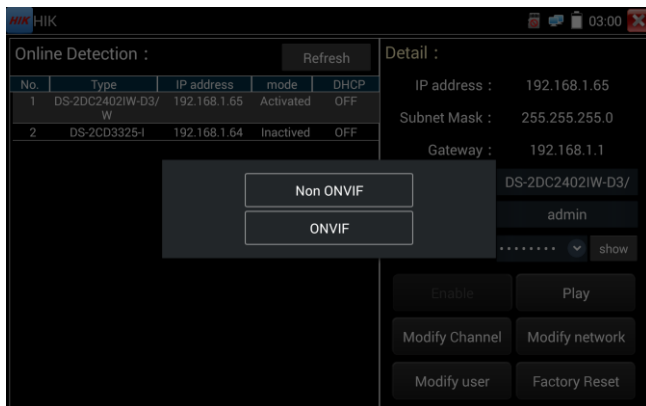 HIK HIK 03:00
Online Detection : Refresh
No. Type IP address mode DHCP
1 DS-2DC2402IW-D3/ 192.168.1.65 Activated OFF
W
2 DS-2CD3325-I 192.168.1.64 Inactived OFF
Detail :
IP address : 192.168.1.65
Subnet Mask : 255.255.255.0
Gateway : 192.168.1.1
DS-2DC2402IW-D3/
admin
show
Non ONVIF
ONVIF
Enable Play
Modify Channel Modify network
Modify user Factory Reset